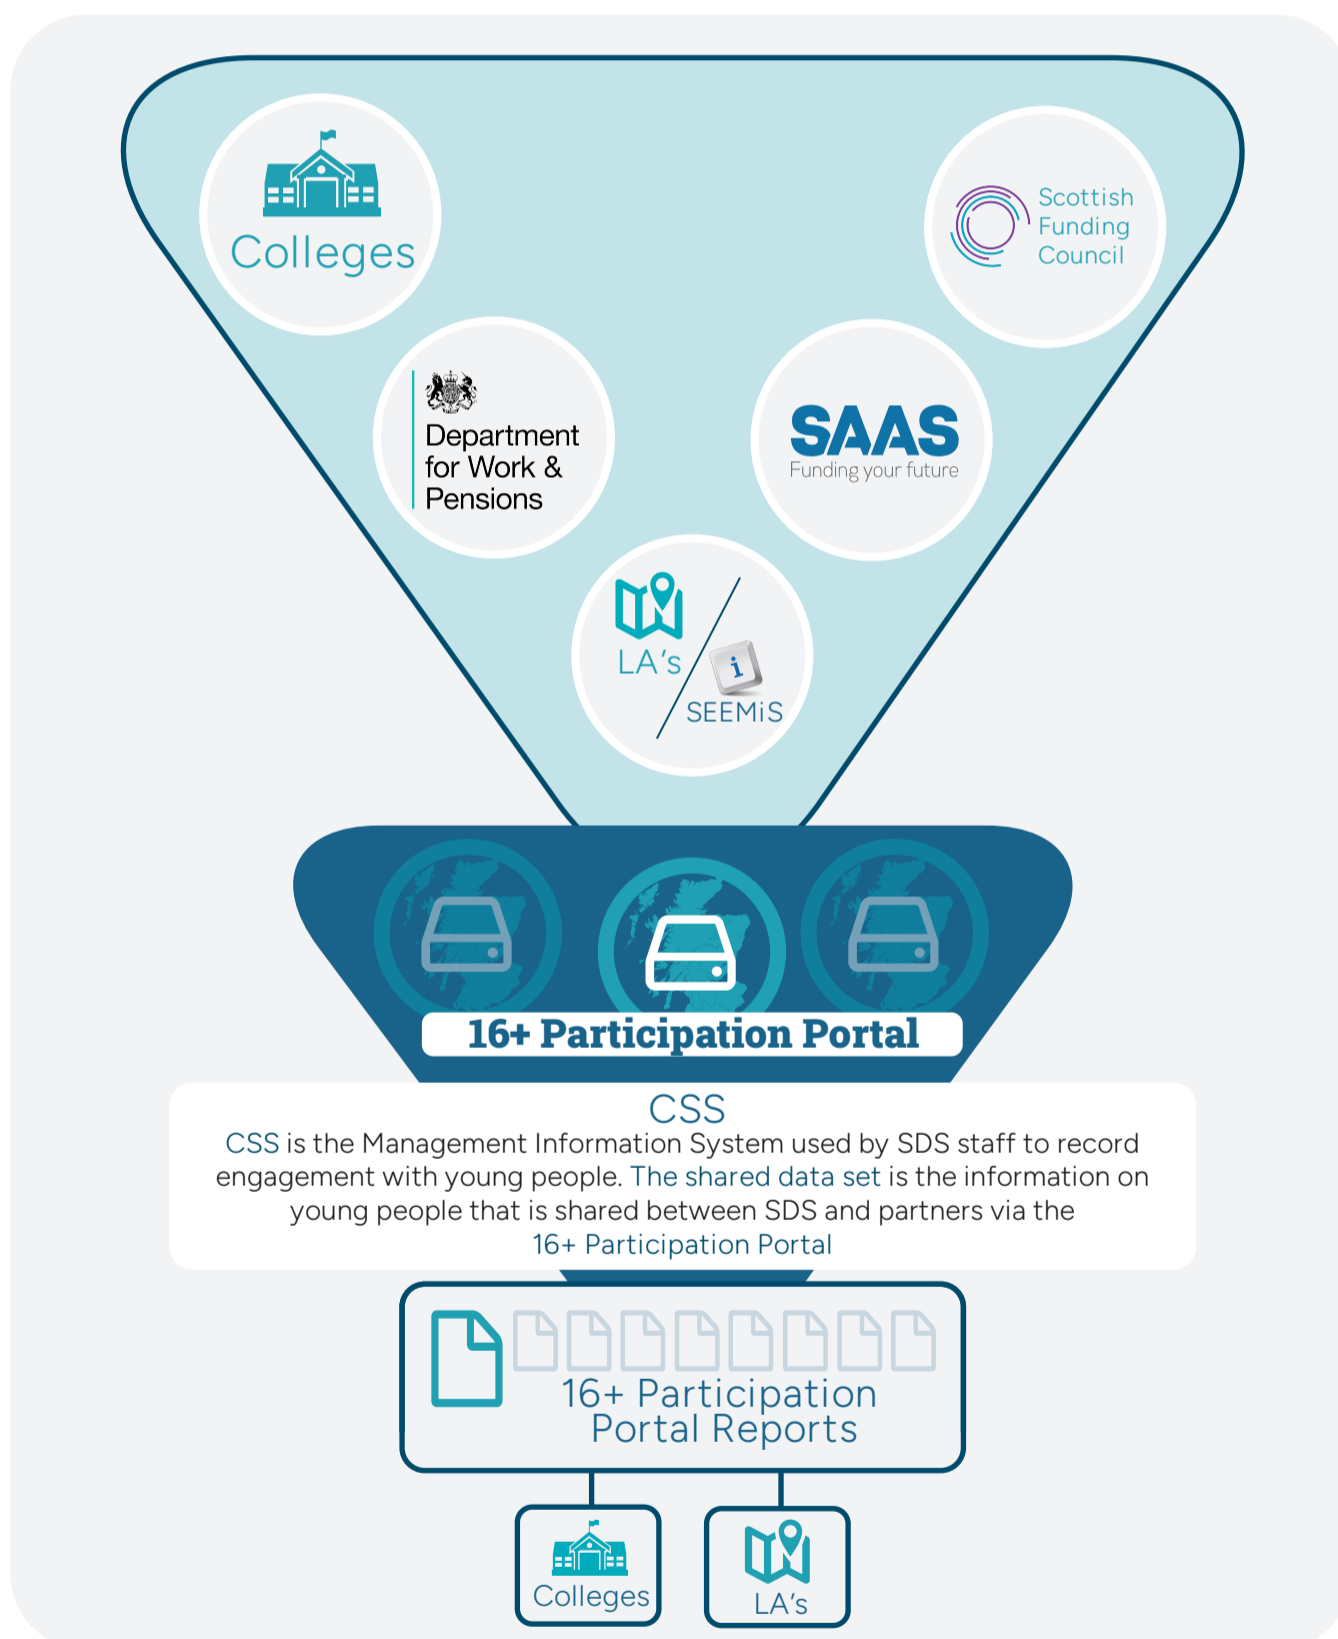 Colleges
Scottish
Funding
Council
Department
for Work &
Pensions
SAAS
Funding your future
LA's
i
SEEMiS
16+ Participation Portal
CSS
CSS is the Management Information System used by SDS staff to record
engagement with young people. The shared data set is the information on
young people that is shared between SDS and partners via the
16+ Participation Portal
16+ Participation
Portal Reports
Colleges
LA's